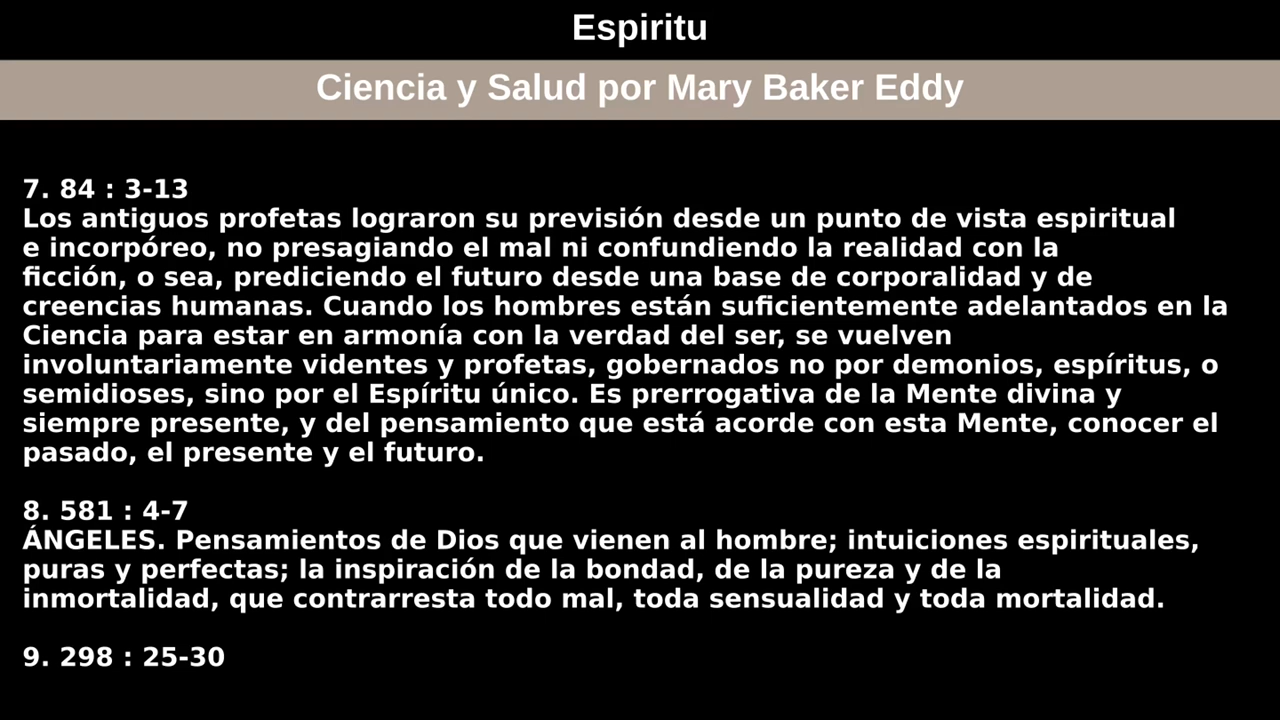 Espiritu
Ciencia y Salud por Mary Baker Eddy
7. 84 : 3-13
Los antiguos profetas lograron su previsión desde un punto de vista espiritual
e incorpóreo, no presagiando el mal ni confundiendo la realidad con la
ficción, o sea, prediciendo el futuro desde una base de corporalidad y de
creencias humanas. Cuando los hombres están suficientemente adelantados en la
Ciencia para estar en armonía con la verdad del ser, se vuelven
involuntariamente videntes y profetas, gobernados no por demonios, espíritus, o
semidioses, sino por el Espíritu único. Es prerrogativa de la Mente divina y
siempre presente, y del pensamiento que está acorde con esta Mente, conocer el
pasado, el presente y el futuro.
8. 581 : 4-7
ÁNGELES. Pensamientos de Dios que vienen al hombre; intuiciones espirituales,
puras y perfectas; la inspiración de la bondad, de la pureza y de la
inmortalidad, que contrarresta todo mal, toda sensualidad y toda mortalidad.
9. 298 : 25-30